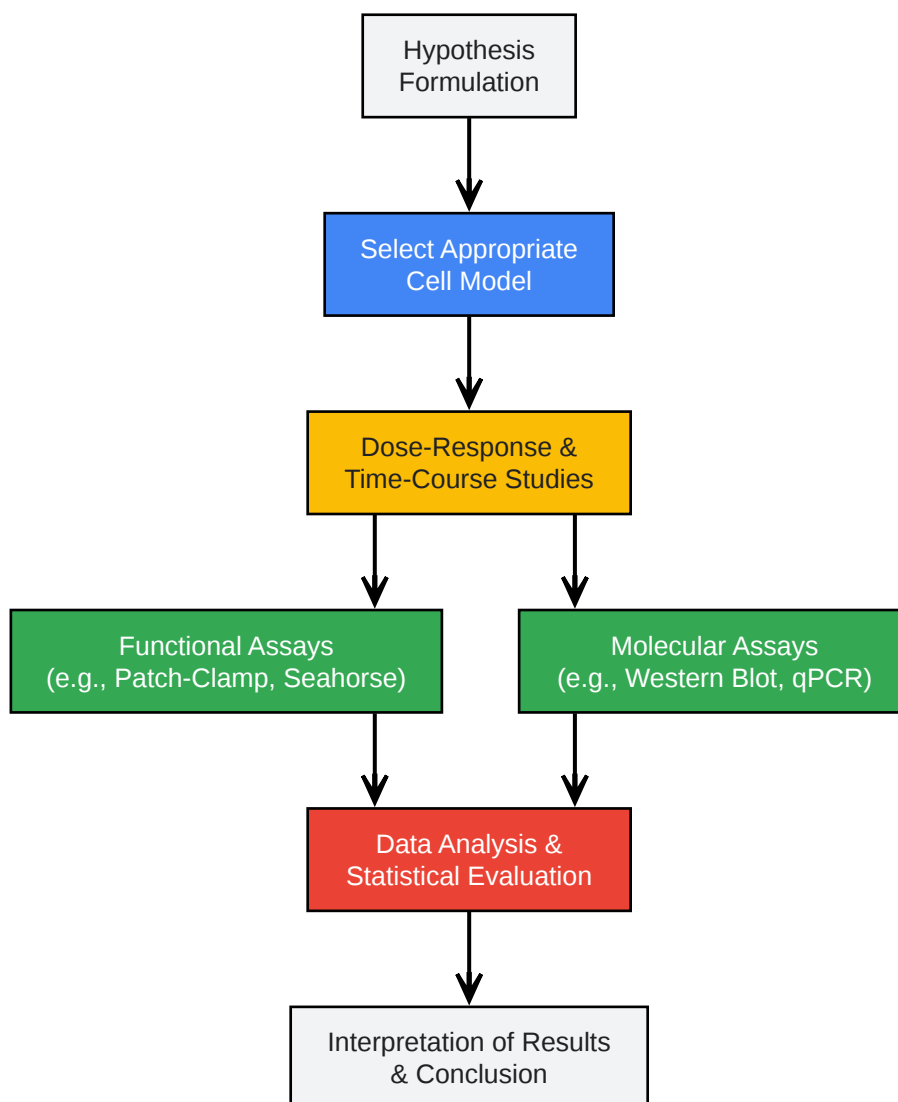 Hypothesis
Formulation
Select Appropriate
Cell Model
Dose-Response &
Time-Course Studies
Functional Assays
(e.g., Patch-Clamp, Seahorse)
Molecular Assays
(e.g., Western Blot, qPCR)
Data Analysis &
Statistical Evaluation
Interpretation of Results
& Conclusion